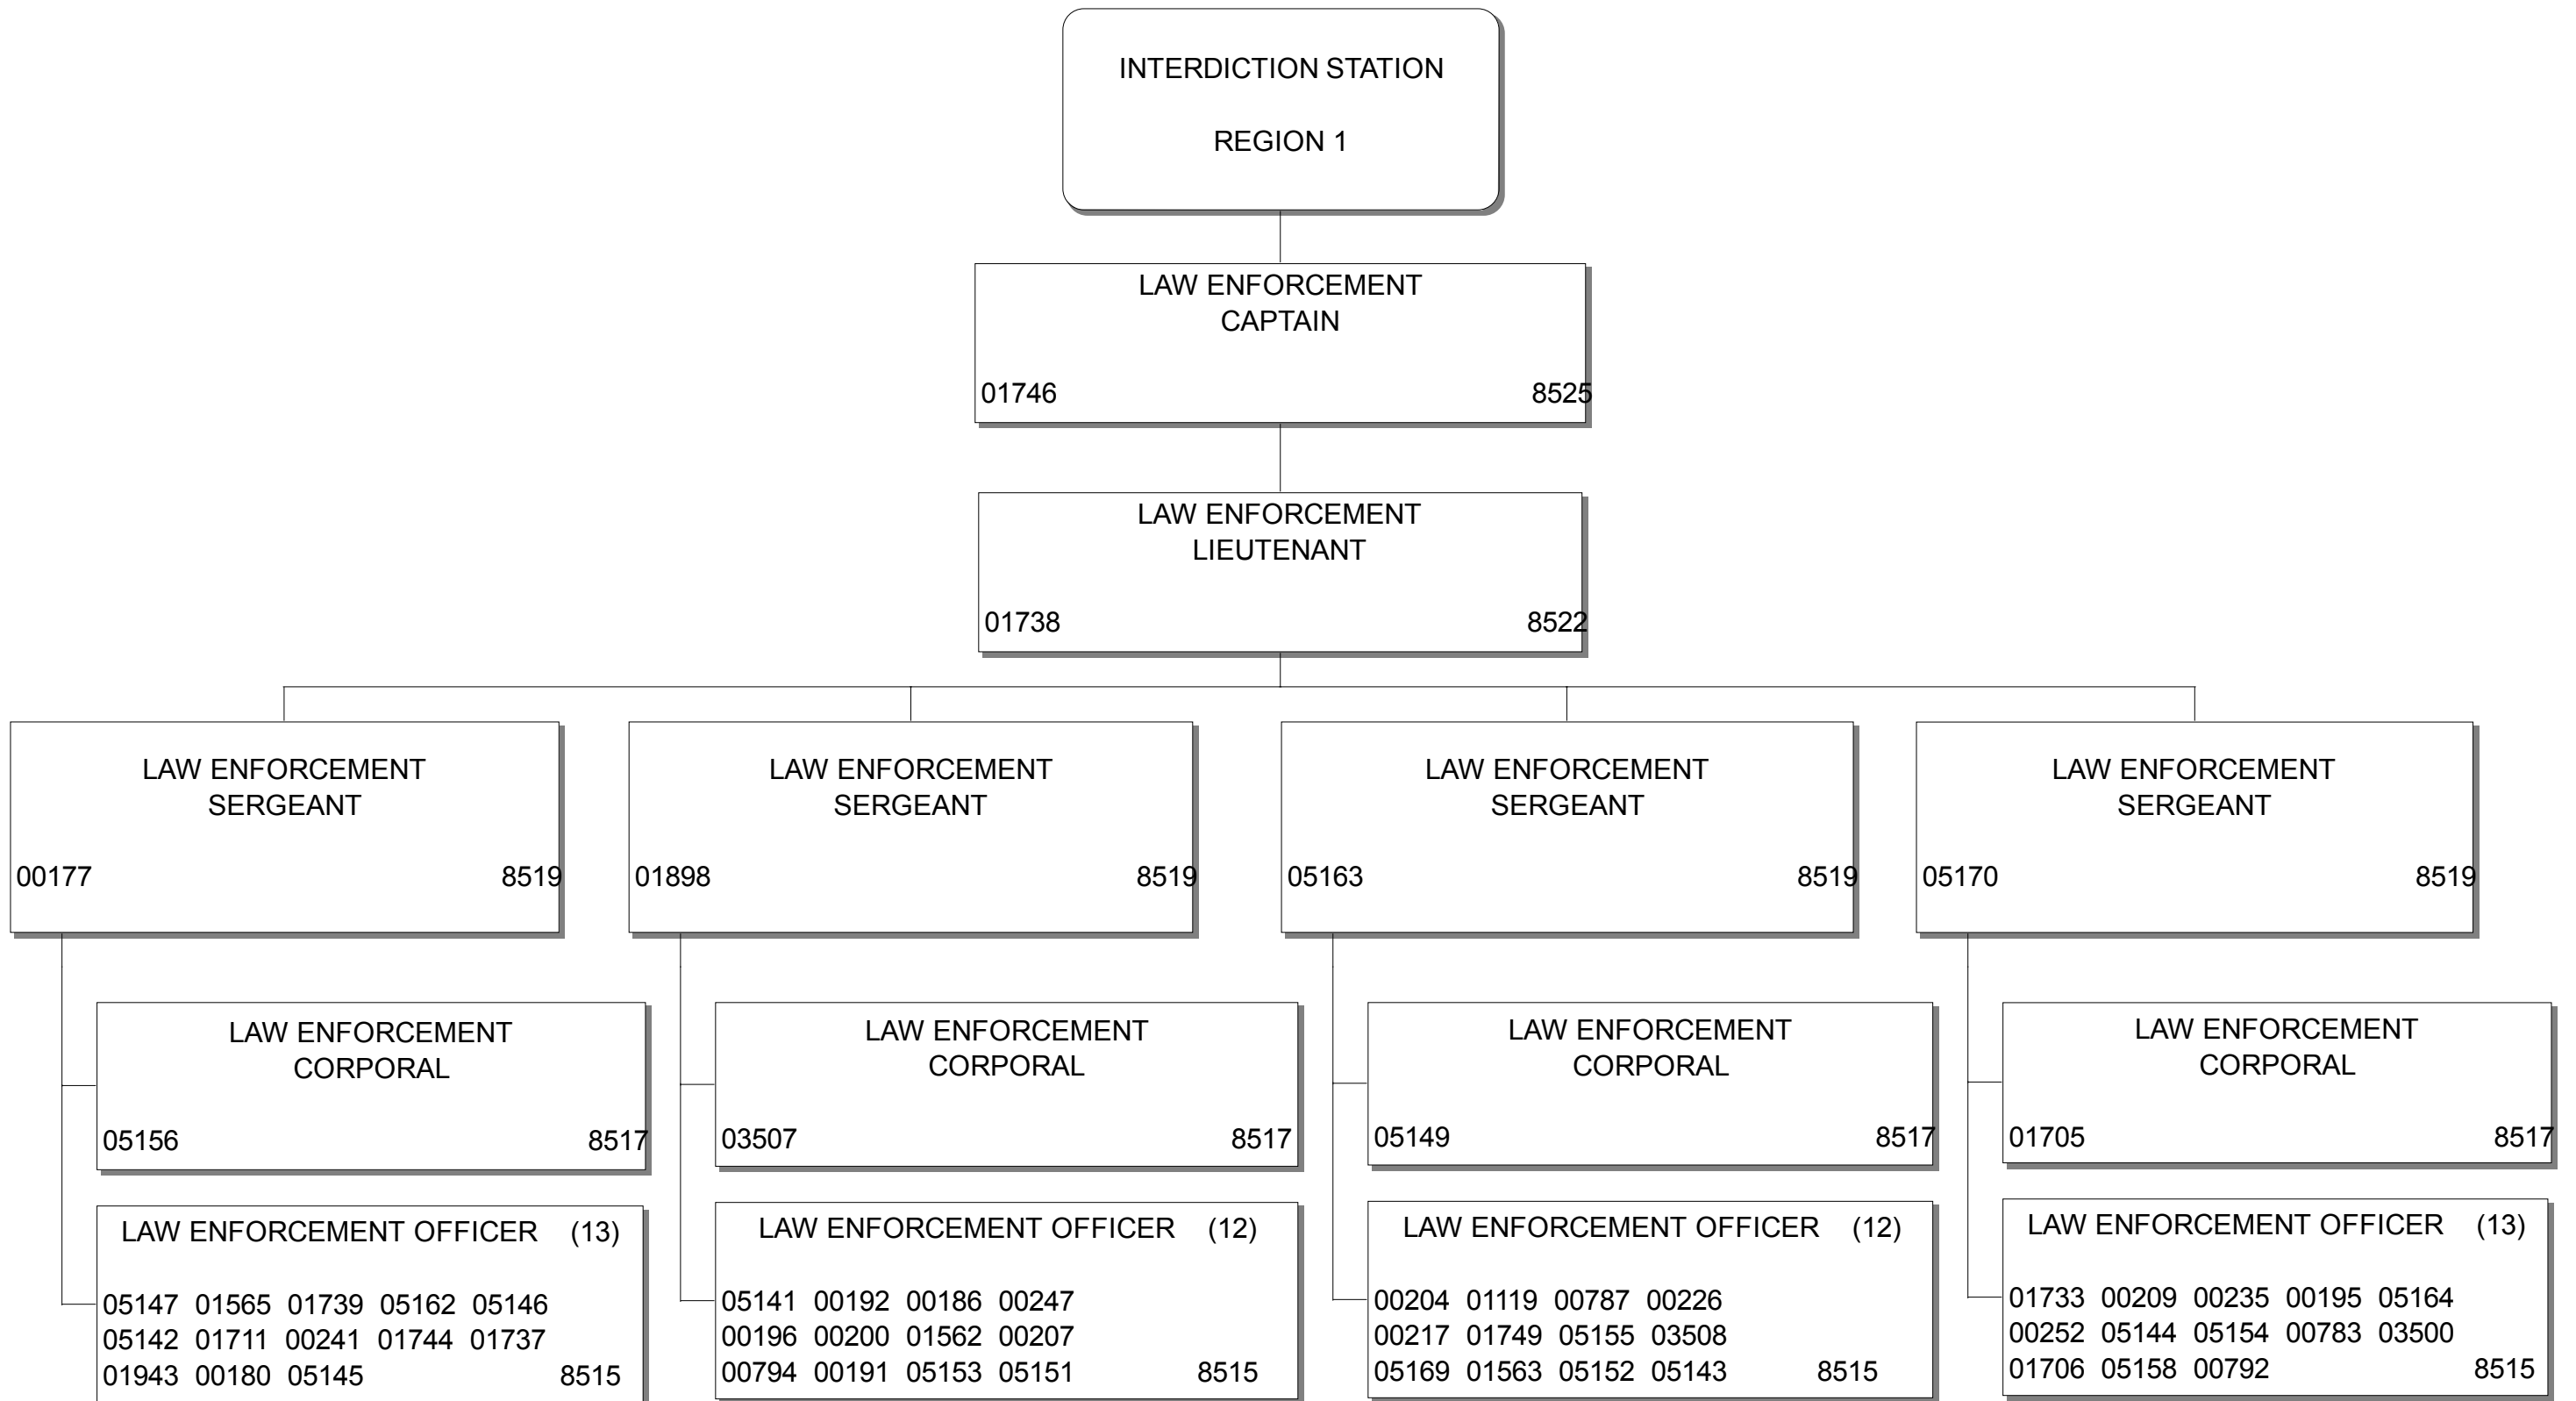 INTERDICTION STATION
REGION 1
LAW ENFORCEMENT
CAPTAIN
01746 8525
LAW ENFORCEMENT
LIEUTENANT
01738 8522
LAW ENFORCEMENT
SERGEANT
00177 8519
LAW ENFORCEMENT
CORPORAL
05156 8517
LAW ENFORCEMENT OFFICER (13)
05147 01565 01739 05162 05146
05142 01711 00241 01744 01737
01943 00180 05145 8515
LAW ENFORCEMENT
SERGEANT
01898 8519
LAW ENFORCEMENT
CORPORAL
03507 8517
LAW ENFORCEMENT OFFICER (12)
05141 00192 00186 00247
00196 00200 01562 00207
00794 00191 05153 05151 8515
LAW ENFORCEMENT
SERGEANT
05163 8519
LAW ENFORCEMENT
CORPORAL
05149 8517
LAW ENFORCEMENT OFFICER (12)
00204 01119 00787 00226
00217 01749 05155 03508
05169 01563 05152 05143 8515
LAW ENFORCEMENT
SERGEANT
05170 8519
LAW ENFORCEMENT
CORPORAL
01705 8517
LAW ENFORCEMENT OFFICER (13)
01733 00209 00235 00195 05164
00252 05144 05154 00783 03500
01706 05158 00792 8515